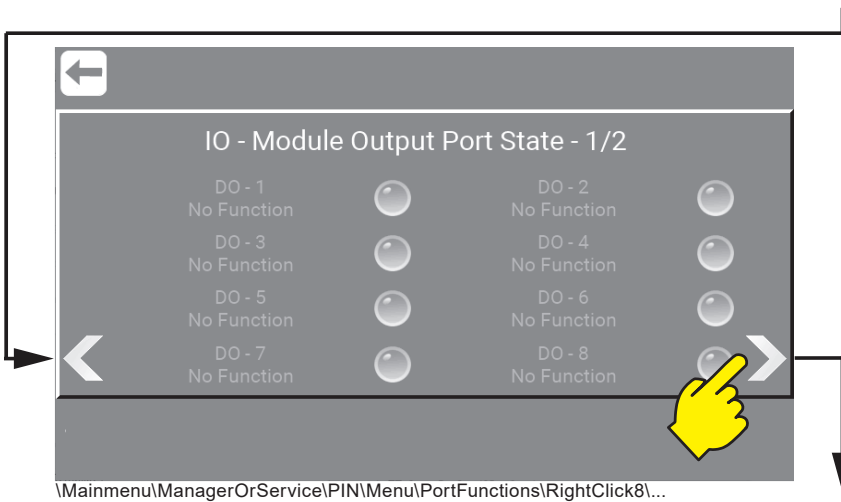 IO - Module Output Port State - 1/2
DO - 1
No Function
DO - 2
No Function
DO - 3
No Function
DO - 4
No Function
DO - 5
No Function
DO - 6
No Function
DO - 7
No Function
DO - 8
No Function
\Mainmenu\ManagerOrService\PIN\Menu\PortFunctions\RightClick8\...